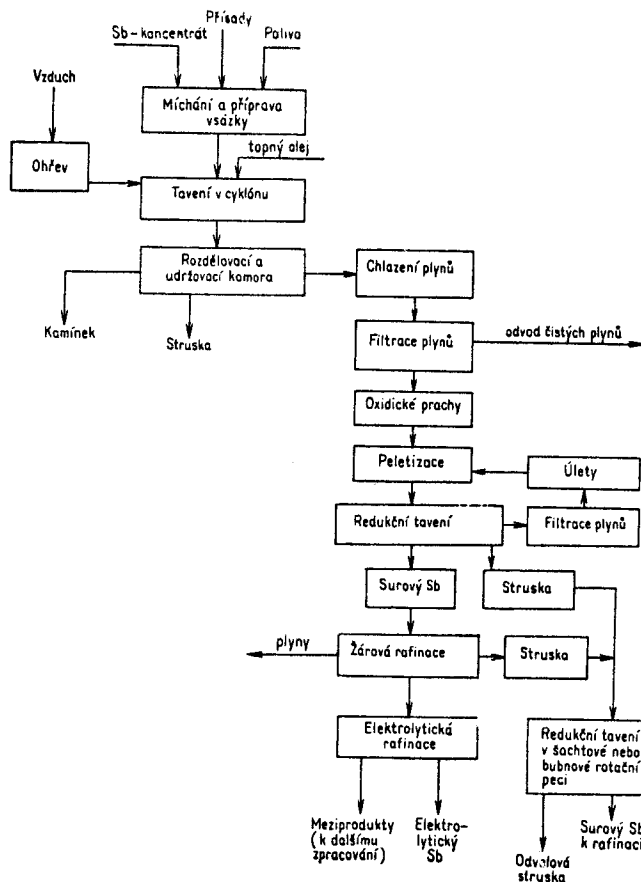 Přísady
Sb-koncentrát
Paliva
Vzduch
Míchání a příprava
vsázky
topný olej
Ohřev
Tavení v cyklónu
Rozdělovací a
udržovací komora
Chlazení plynů
Kamínek
Struska
Filtrace plynů
odvod čistých plynů
Oxidické prachy
Peletizace
Úlety
Redukční tavení
Filtrace plynů
Surový Sb
Struska
plyny
Žárová rafinace
Struska
Elektrolytická
rafinace
Redukční tavení
v šachtové nebo
bubnové rotační
peci
Meziprodukty
(k dalšímu
zpracování)
Elektro-
lytický
Sb
Surový Sb
k rafinaci
Odvalová
struska